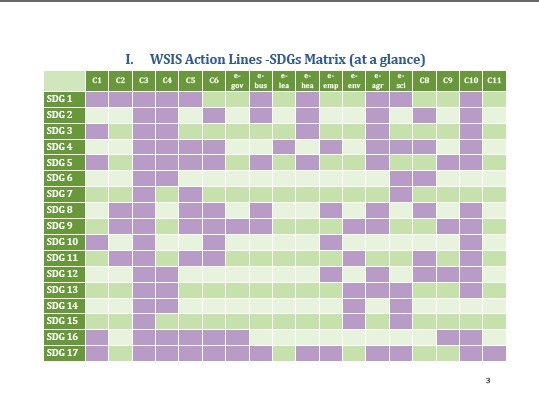 I. WSIS Action Lines -SDGs Matrix (at a glance)
C1 C2 C3 C4 C5 C6 e-gov e-bus e-lea e-hea e-emp e-env e-agr e-sci C8 C9 C10 C11
SDG 1
SDG 2
SDG 3
SDG 4
SDG 5
SDG 6
SDG 7
SDG 8
SDG 9
SDG 10
SDG 11
SDG 12
SDG 13
SDG 14
SDG 15
SDG 16
SDG 17
3